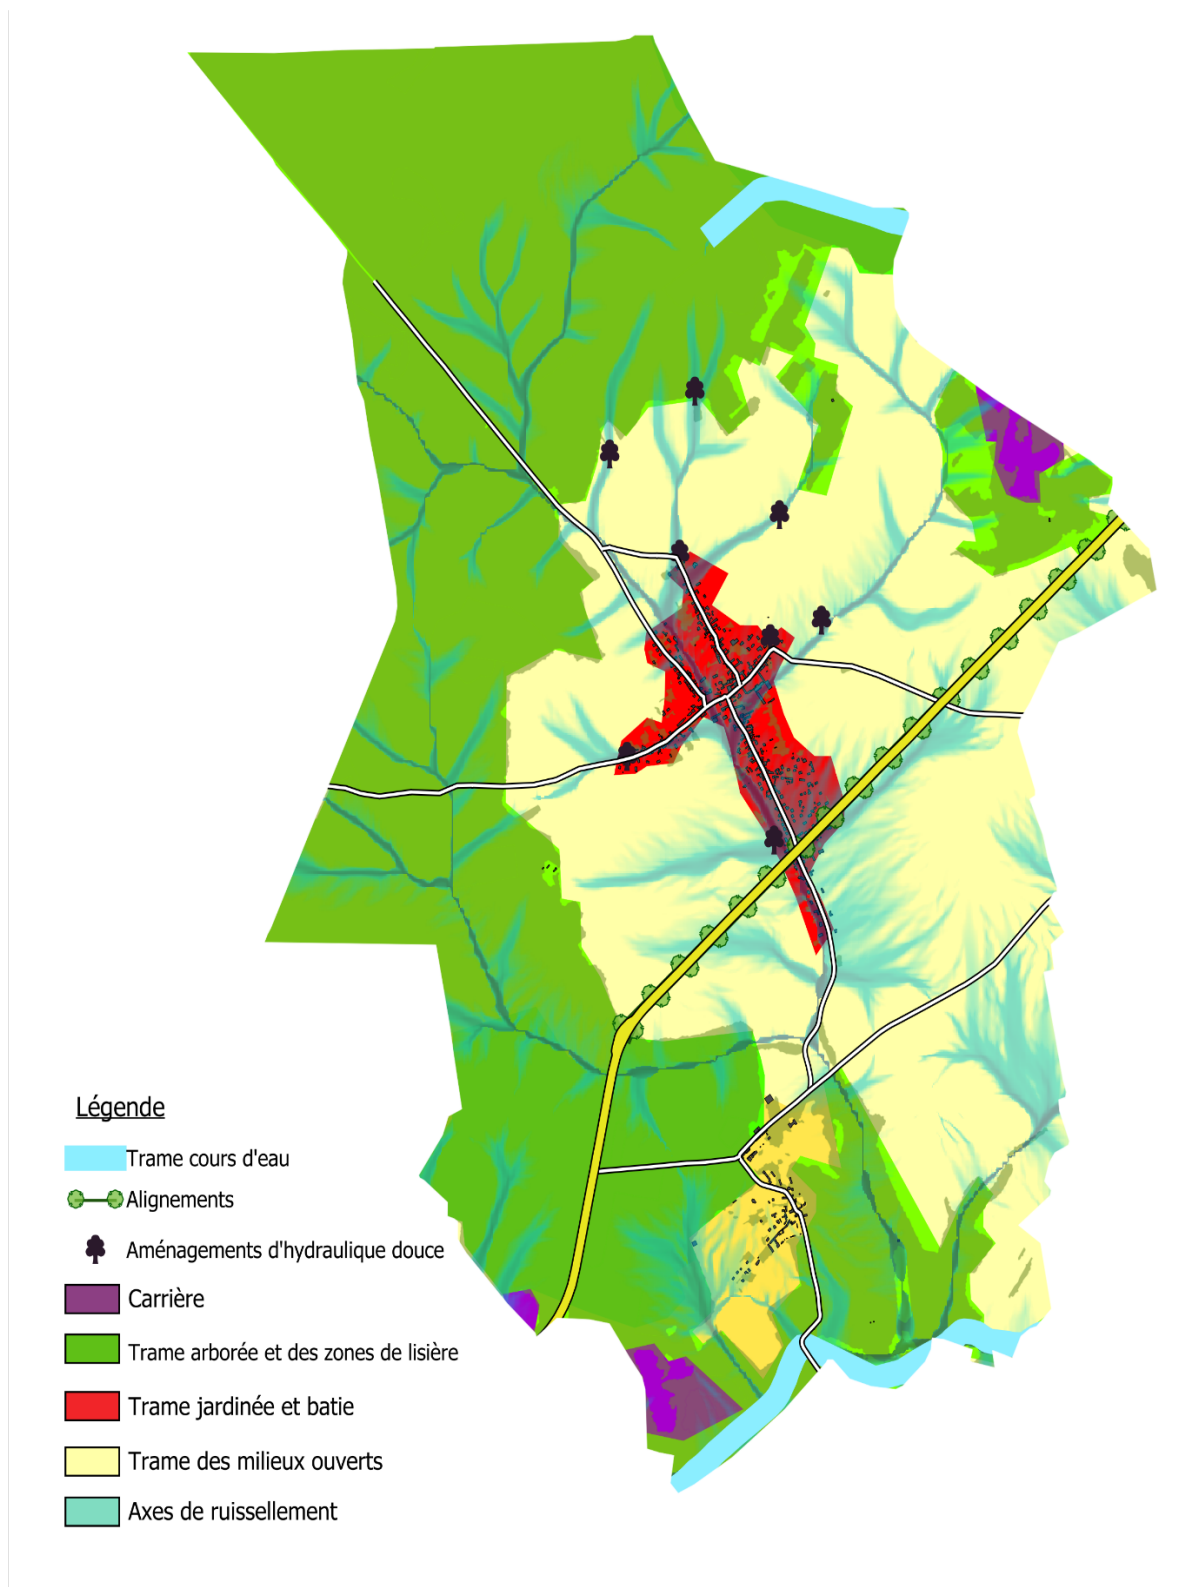 Légende
Trame cours d'eau
Alignements
Aménagements d'hydraulique douce
Carrière
Trame arborée et des zones de lisière
Trame jardinée et batie
Trame des milieux ouverts
Axes de ruissellement